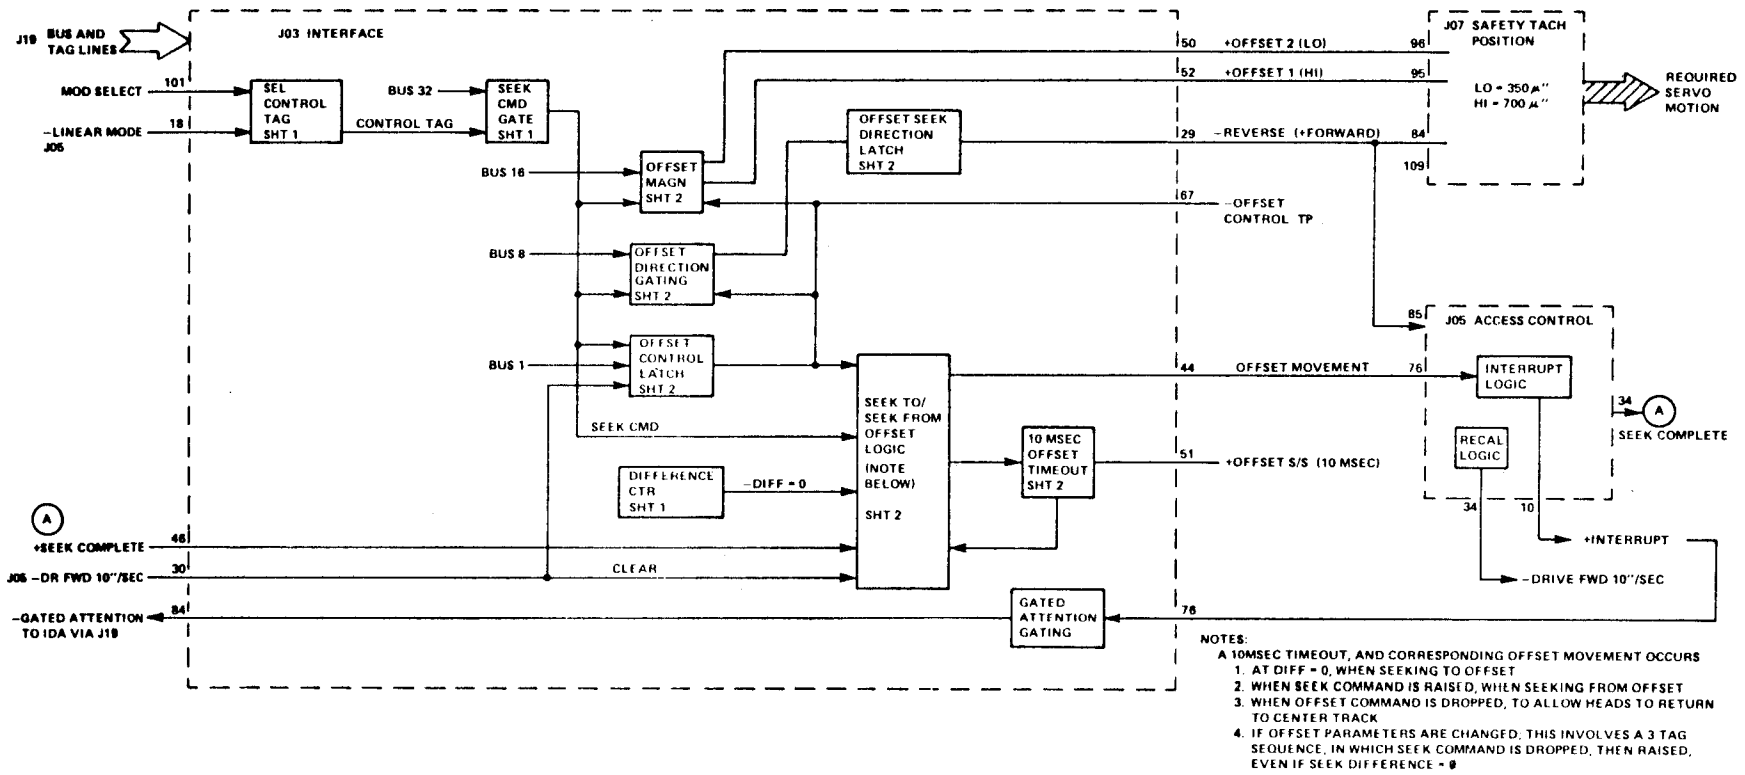 J19 BUS AND
TAG LINES
J03 INTERFACE
MOD SELECT 101
-LINEAR MODE 18
J05
SEL
CONTROL
TAG
SHT 1
CONTROL TAG
BUS 32
SEEK
CMD
GATE
SHT 1
BUS 16
OFFSET
MAGN
SHT 2
BUS 8
OFFSET
DIRECTION
GATING
SHT 2
BUS 1
OFFSET
CONTROL
LATCH
SHT 2
OFFSET SEEK
DIRECTION
LATCH
SHT 2
SEEK CMD
DIFFERENCE
CTR
SHT 1
-DIFF = 0
SEEK TO/
SEEK FROM
OFFSET
LOGIC
(NOTE
BELOW)
SHT 2
10 MSEC
OFFSET
TIMEOUT
SHT 2
A
+SEEK COMPLETE 46
J05 -DR FWD 10"/SEC 30
CLEAR
-GATED ATTENTION 84
TO IDA VIA J19
GATED
ATTENTION
GATING
76
50 +OFFSET 2 (LO) 96
52 +OFFSET 1 (HI) 95
29 -REVERSE (+FORWARD) 84
109
67 -OFFSET
CONTROL TP
J07 SAFETY TACH
POSITION
LO = 350 µ"
HI = 700 µ"
REQUIRED
SERVO
MOTION
85
J05 ACCESS CONTROL
44 OFFSET MOVEMENT 76
INTERRUPT
LOGIC
34
A
SEEK COMPLETE
RECAL
LOGIC
51 +OFFSET S/S (10 MSEC)
34
10
+INTERRUPT
-DRIVE FWD 10"/SEC
NOTES:
A 10MSEC TIMEOUT, AND CORRESPONDING OFFSET MOVEMENT OCCURS
1. AT DIFF = 0, WHEN SEEKING TO OFFSET
2. WHEN SEEK COMMAND IS RAISED, WHEN SEEKING FROM OFFSET
3. WHEN OFFSET COMMAND IS DROPPED, TO ALLOW HEADS TO RETURN
TO CENTER TRACK
4. IF OFFSET PARAMETERS ARE CHANGED; THIS INVOLVES A 3 TAG
SEQUENCE, IN WHICH SEEK COMMAND IS DROPPED, THEN RAISED,
EVEN IF SEEK DIFFERENCE = 0